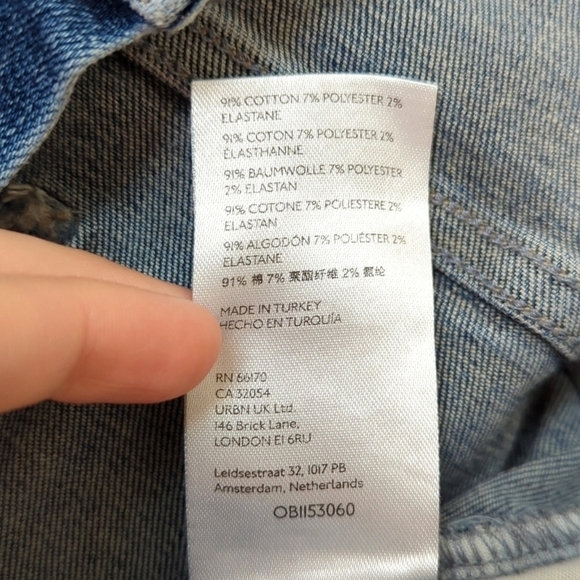 91% COTTON 7% POLYESTER 2%
ELASTANE
91% COTON 7% POLYESTER 2%
ÉLASTHANNE
91% BAUMWOLLE 7% POLYESTER
2% ELASTAN
91% COTONE 7% POLIESTERE 2%
ELASTAN
91% ALGODÓN 7% POLIÉSTER 2%
ELASTANE
91% 棉 7% 聚酯纤维 2% 氨纶
MADE IN TURKEY
HECHO EN TURQUÍA
RN 66170
CA 32054
URBN UK Ltd.
146 Brick Lane,
LONDON E1 6RU
Leidsestraat 32, 1017 PB
Amsterdam, Netherlands
OB1153060